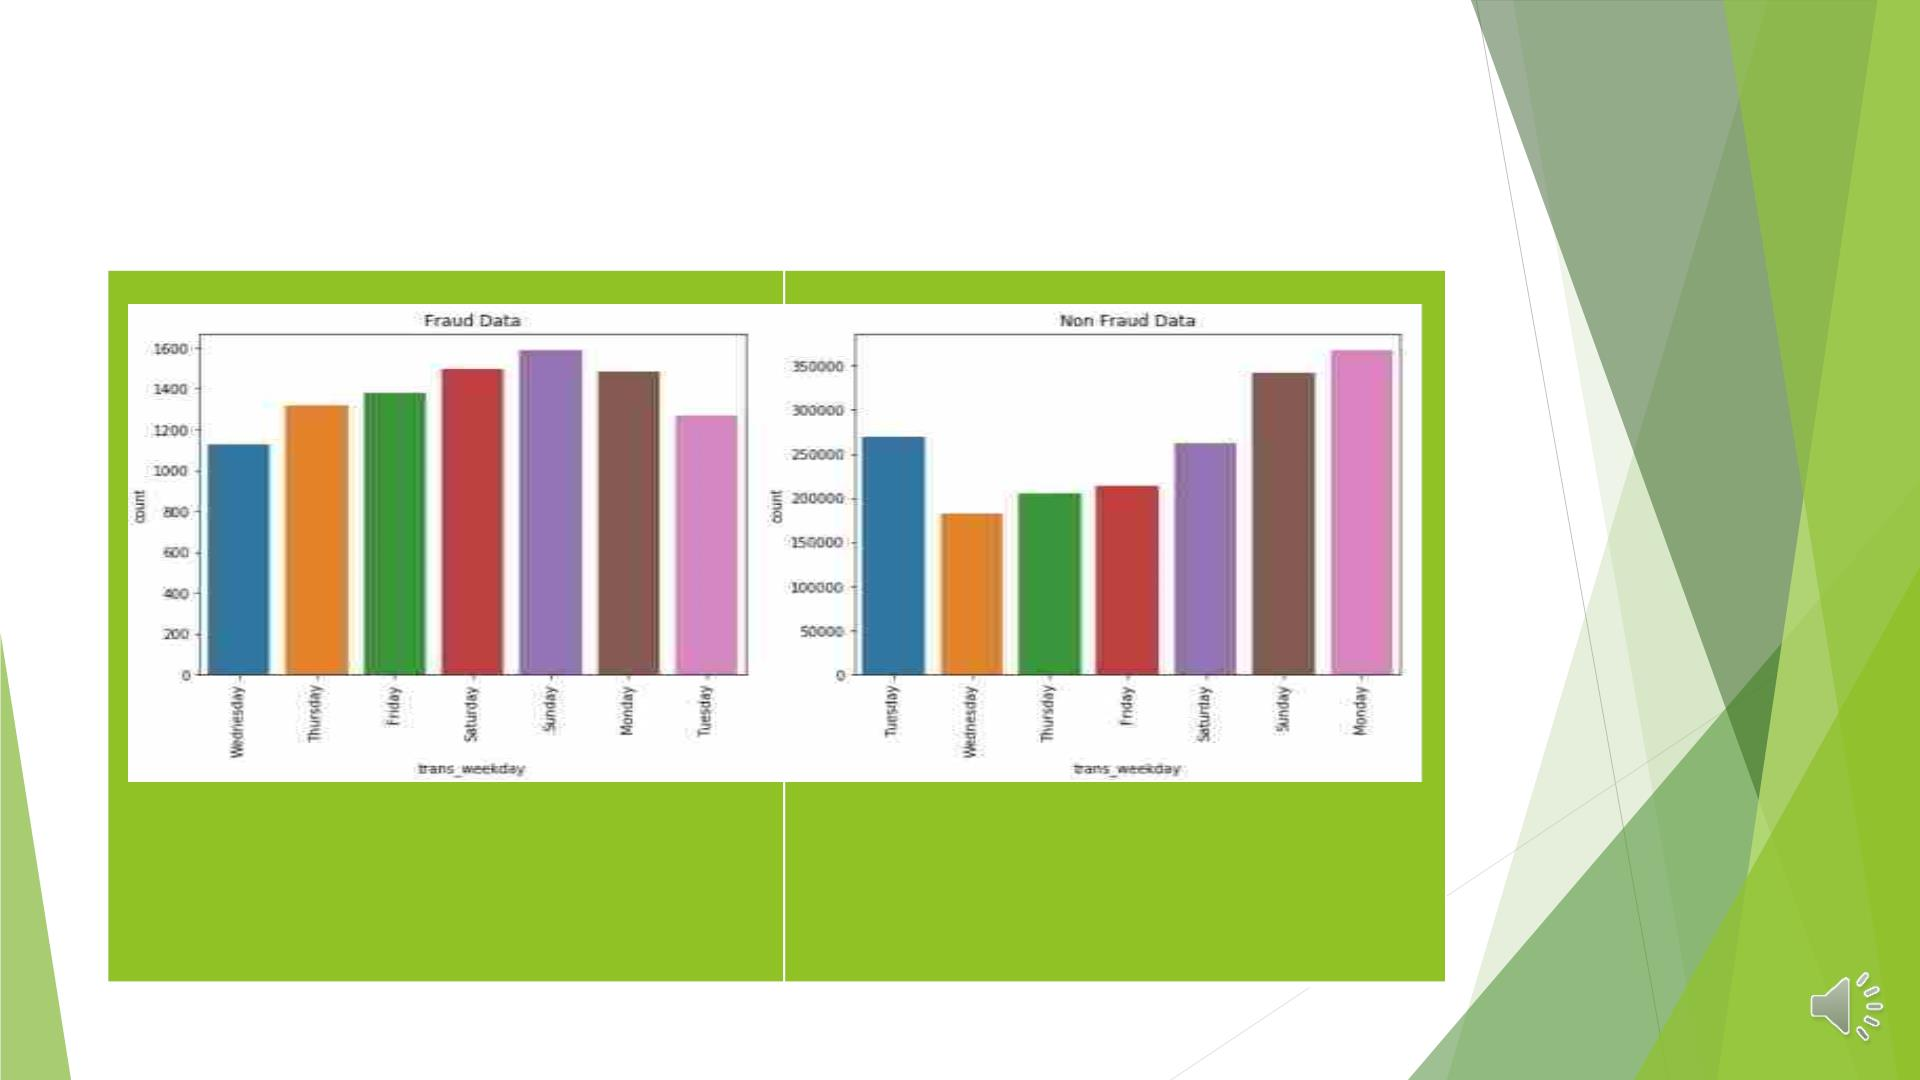 Fraud Data
1600
1400
1200
1000
800
600
400
200
0
count
Wednesday
Thursday
Friday
Saturday
Sunday
Monday
Tuesday
trans_weekday
Non Fraud Data
350000
300000
250000
200000
150000
100000
50000
0
count
Tuesday
Wednesday
Thursday
Friday
Saturday
Sunday
Monday
trans_weekday